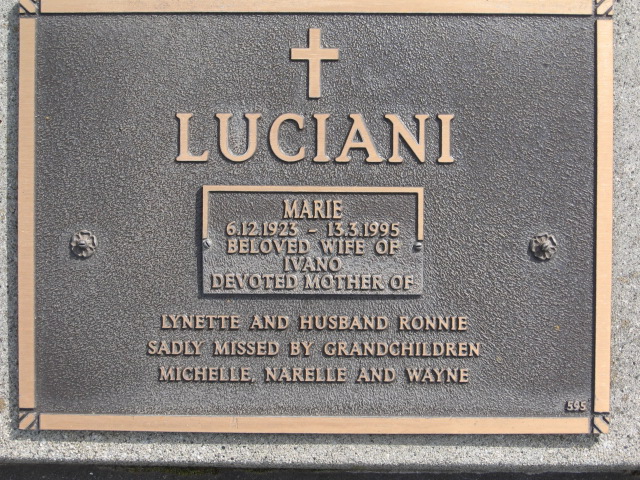 LUCIANI
MARIE
6.12.1923 - 13.3.1995
BELOVED WIFE OF
IVANO
DEVOTED MOTHER OF
LYNETTE AND HUSBAND RONNIE
SADLY MISSED BY GRANDCHILDREN
MICHELLE, NARELLE AND WAYNE
595